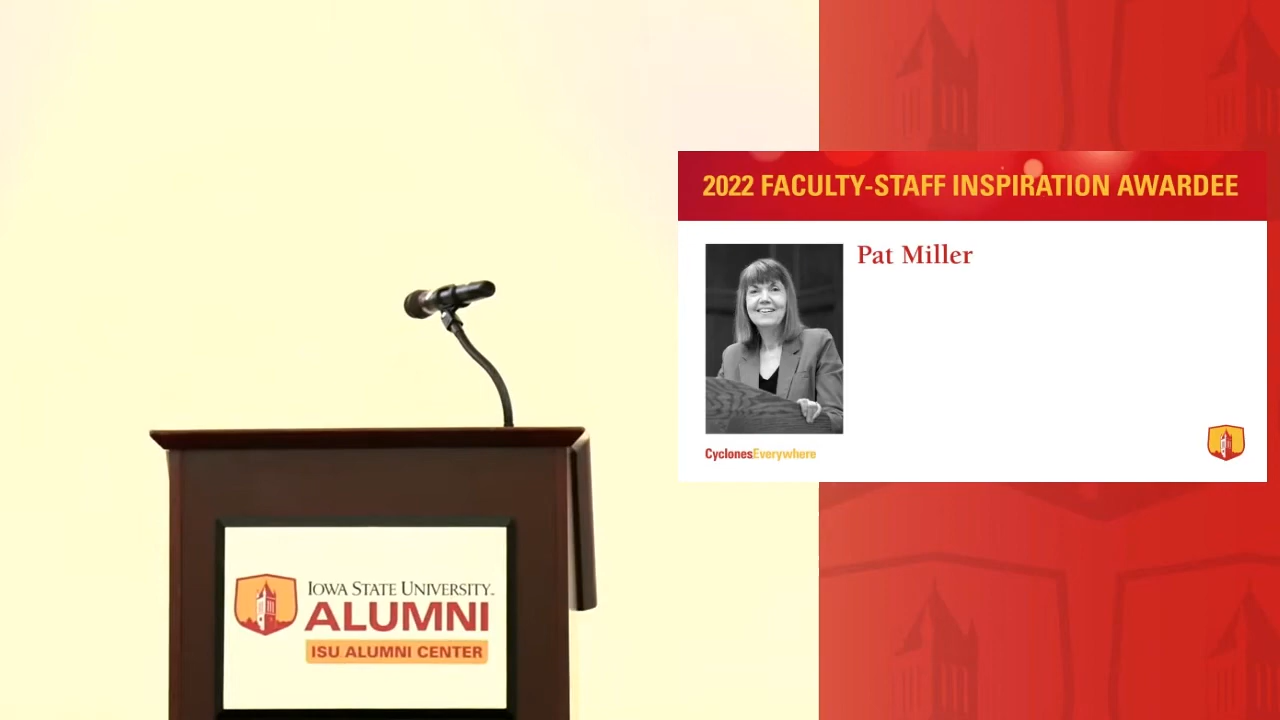 2022 FACULTY-STAFF INSPIRATION AWARDEE
Pat Miller
CyclonesEverywhere
IOWA STATE UNIVERSITY
ALUMNI
ISU ALUMNI CENTER